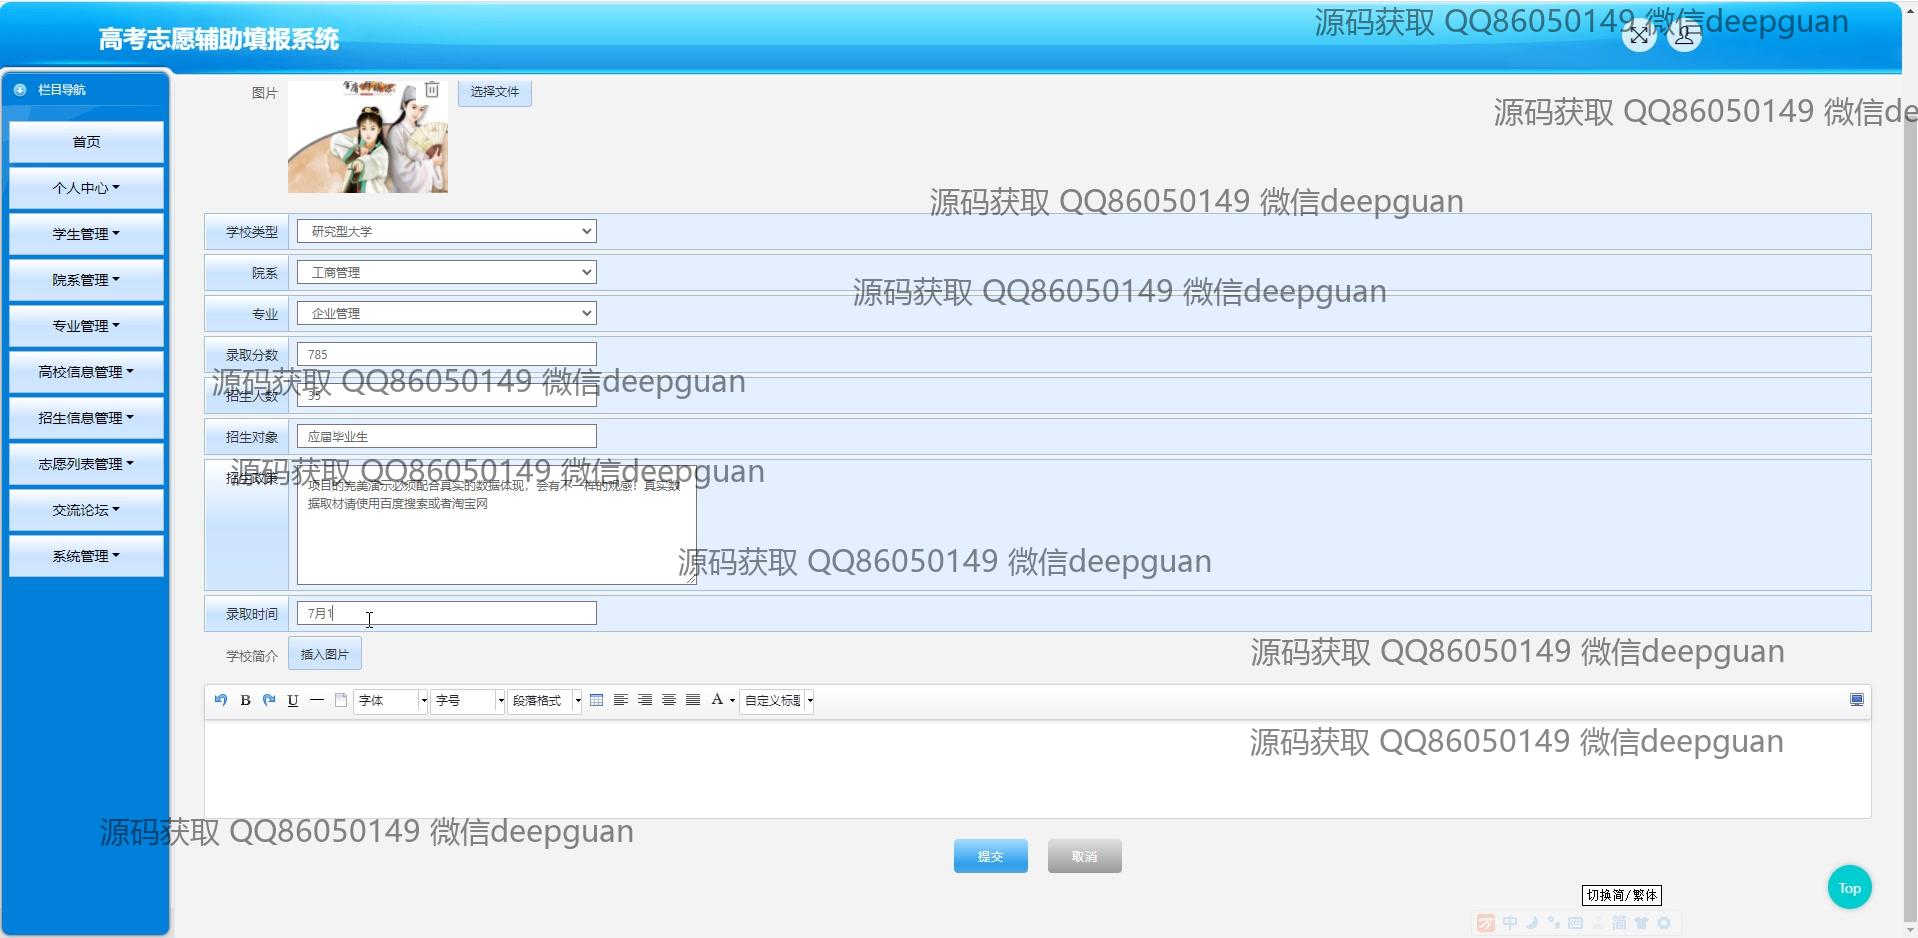 源码获取 QQ86050149 微信deepguan
高考志愿辅助填报系统
栏目导航
图片
选择文件
源码获取 QQ86050149 微信de
首页
个人中心
源码获取 QQ86050149 微信deepguan
学生管理
学校类型 研究型大学
院系管理
院系 工商管理
源码获取 QQ86050149 微信deepguan
专业管理
专业 企业管理
录取分数 785
高校信息管理
源码获取 QQ86050149 微信deepguan
招生人数 35
招生信息管理
招生对象 应届毕业生
志愿列表管理
源码获取 QQ86050149 微信deepguan
招生政策
项目的完美演示必须配合真实的数据体现，会有不一样的观感！真实数
据取材请使用百度搜索或者淘宝网
交流论坛
系统管理
源码获取 QQ86050149 微信deepguan
录取时间 7月1
学校简介 插入图片
源码获取 QQ86050149 微信deepguan
B U 字体 字号 段落格式 A 自定义标题
源码获取 QQ86050149 微信deepguan
源码获取 QQ86050149 微信deepguan
提交 取消
Top
切换简/繁体
中 简